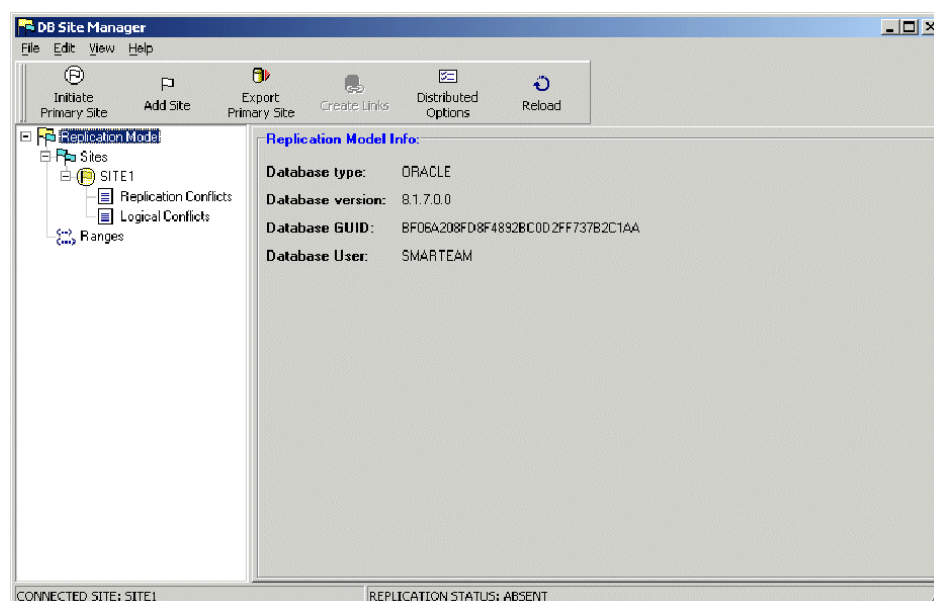 DB Site Manager
File Edit View Help
Initiate Primary Site
Add Site
Export Primary Site
Create Links
Distributed Options
Reload
Replication Model
Sites
SITE1
Replication Conflicts
Logical Conflicts
Ranges
Replication Model Info:
Database type: ORACLE
Database version: 8.1.7.0.0
Database GUID: BF06A208FD8F4892BC0D2FF737B2C1AA
Database User: SMARTEAM
CONNECTED SITE: SITE1
REPLICATION STATUS: ABSENT